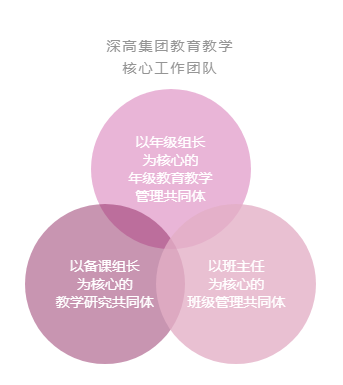 深高集团教育教学
核心工作团队
以年级组长
为核心的
年级教育教学
管理共同体
以备课组长
为核心的
教学研究共同体
以班主任
为核心的
班级管理共同体